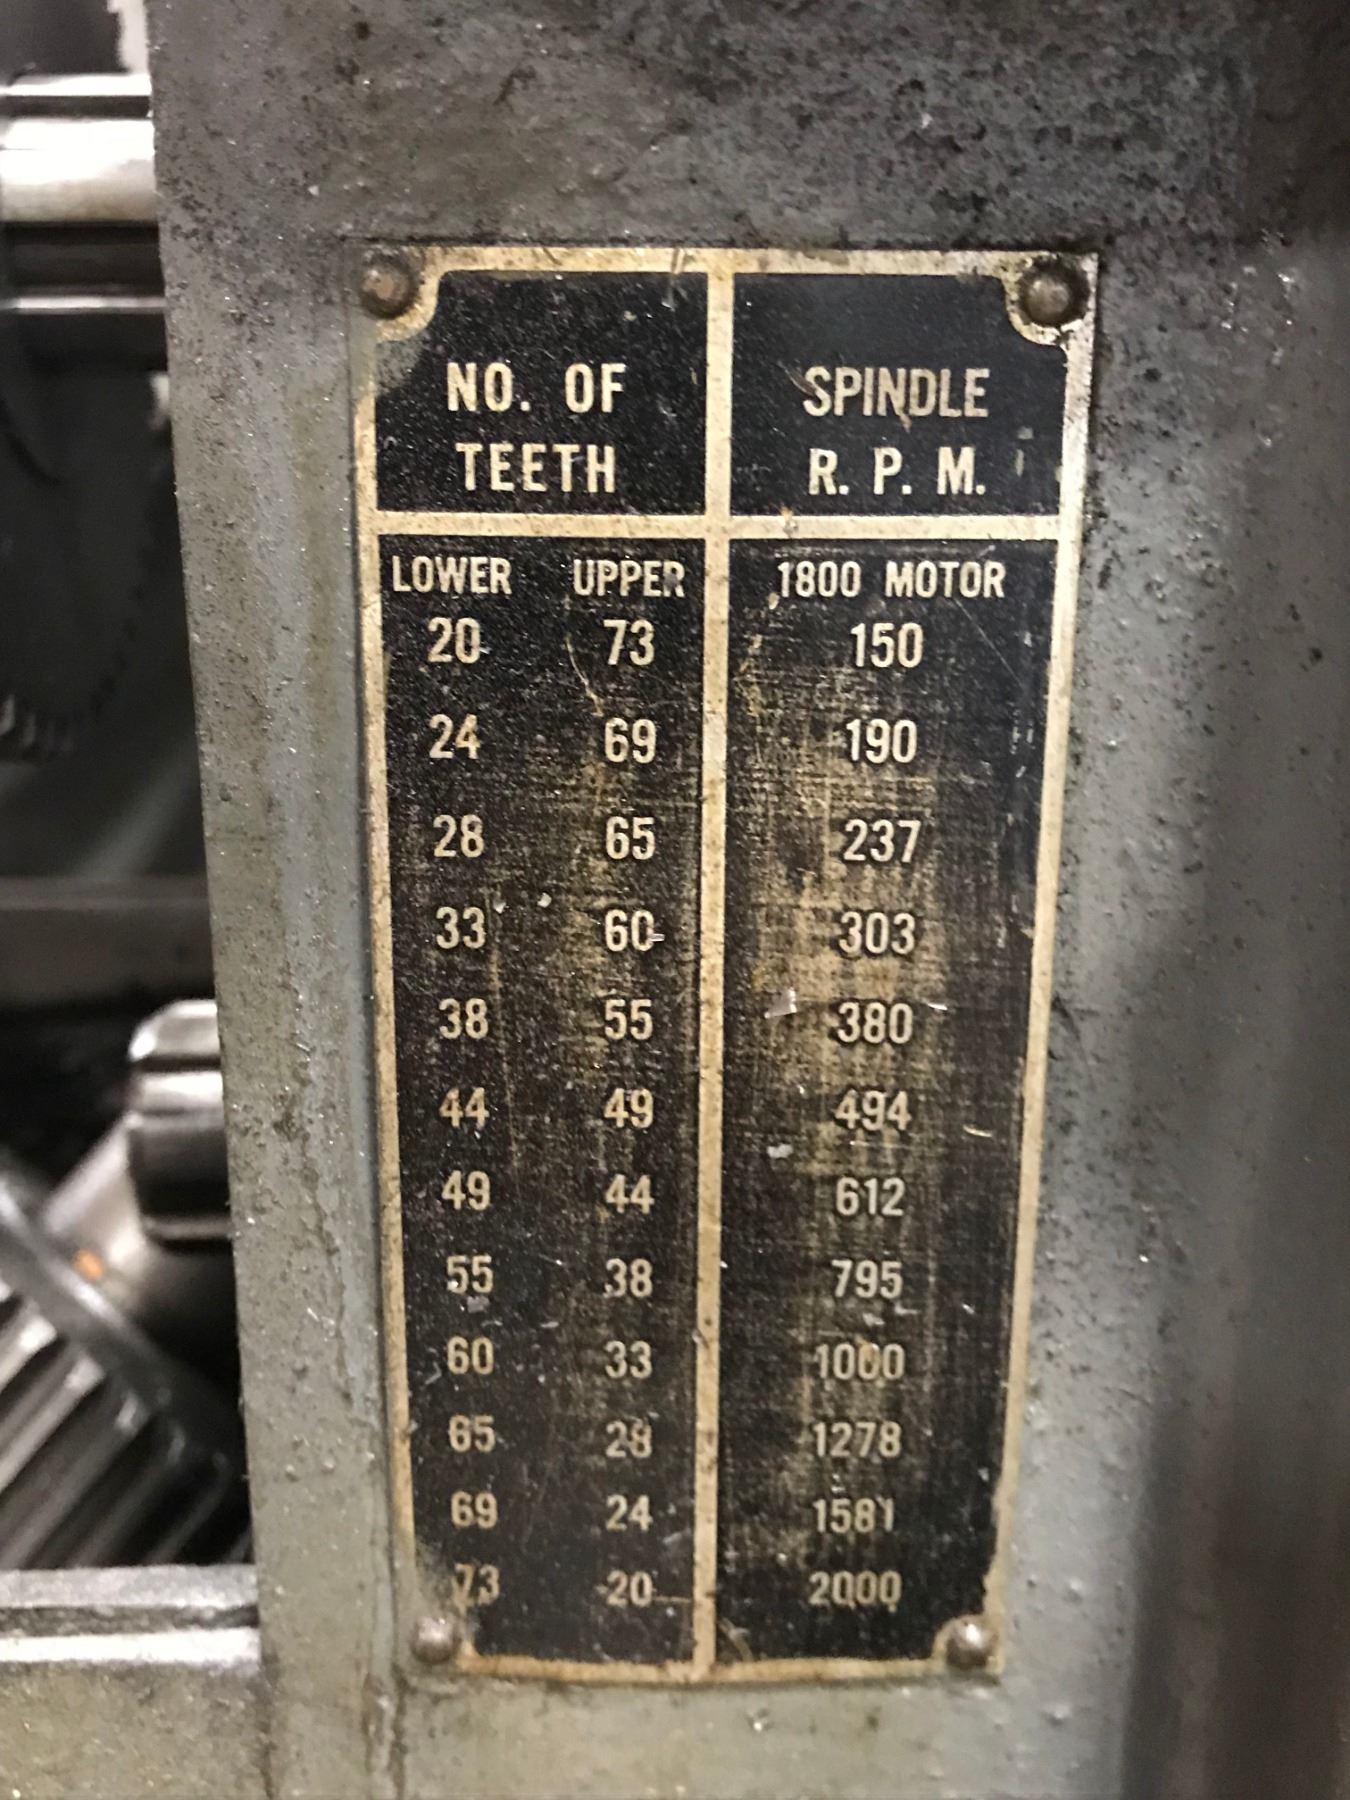 NO. OF TEETH SPINDLE R. P. M.
LOWER UPPER 1800 MOTOR
20 73 150
24 69 190
28 65 237
33 60 303
38 55 380
44 49 494
49 44 612
55 38 795
60 33 1000
65 28 1278
69 24 1581
73 20 2000